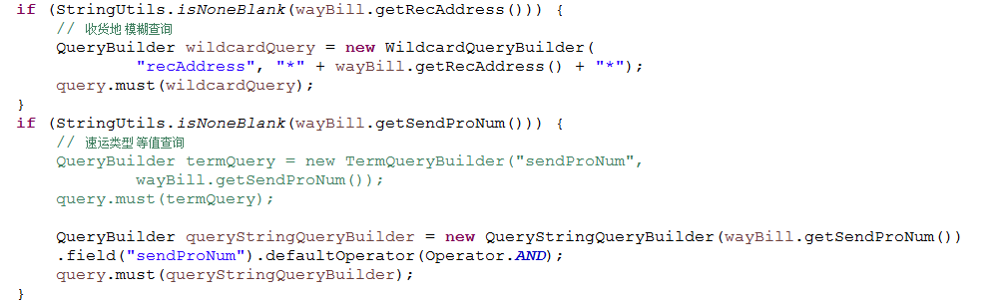 if (StringUtils.isNoneBlank(wayBill.getRecAddress())) {
// 收货地 模糊查询
QueryBuilder wildcardQuery = new WildcardQueryBuilder(
"recAddress", "*" + wayBill.getRecAddress() + "*");
query.must(wildcardQuery);
}
if (StringUtils.isNoneBlank(wayBill.getSendProNum())) {
// 速运类型 等值查询
QueryBuilder termQuery = new TermQueryBuilder("sendProNum",
wayBill.getSendProNum());
query.must(termQuery);
QueryBuilder queryStringQueryBuilder = new QueryStringQueryBuilder(wayBill.getSendProNum())
.field("sendProNum").defaultOperator(Operator.AND);
query.must(queryStringQueryBuilder);
}